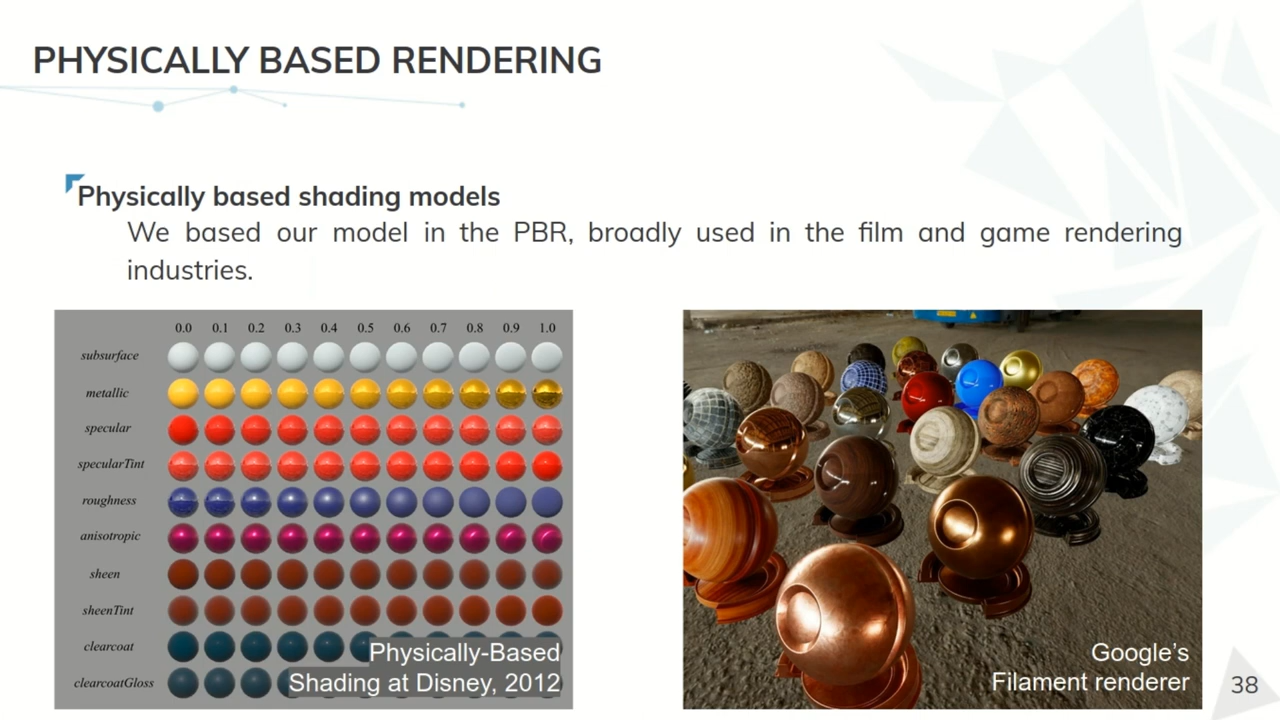 PHYSICALLY BASED RENDERING
Physically based shading models
We based our model in the PBR, broadly used in the film and game rendering
industries.
0.0 0.1 0.2 0.3 0.4 0.5 0.6 0.7 0.8 0.9 1.0
subsurface
metallic
specular
specularTint
roughness
anisotropic
sheen
sheenTint
clearcoat
clearcoatGloss
Physically-Based
Shading at Disney, 2012
Google’s
Filament renderer
38